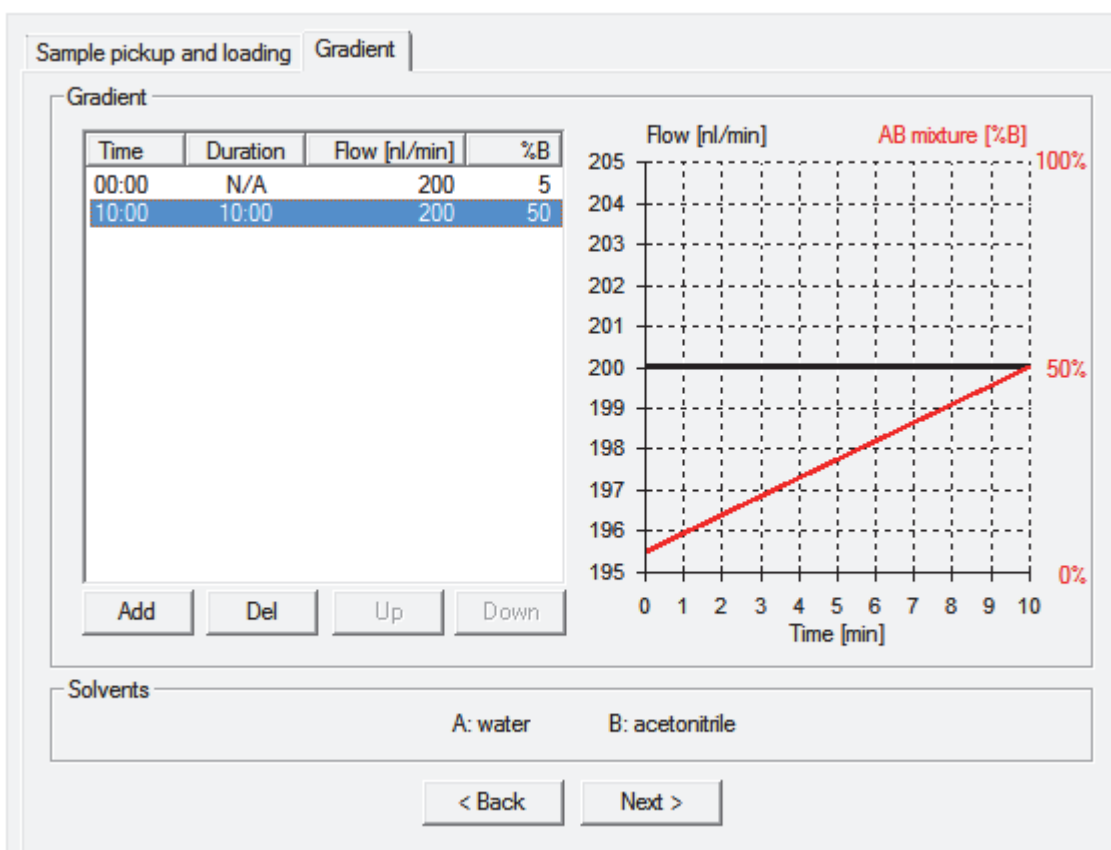 Sample pickup and loading Gradient
Gradient
Time Duration Flow [nl/min] %B
00:00 N/A 200 5
10:00 10:00 200 50
Add Del Up Down
Flow [nl/min] AB mixture [%B]
205 100%
204
203
202
201
200 50%
199
198
197
196
195 0%
0 1 2 3 4 5 6 7 8 9 10
Time [min]
Solvents
A: water B: acetonitrile
< Back Next >